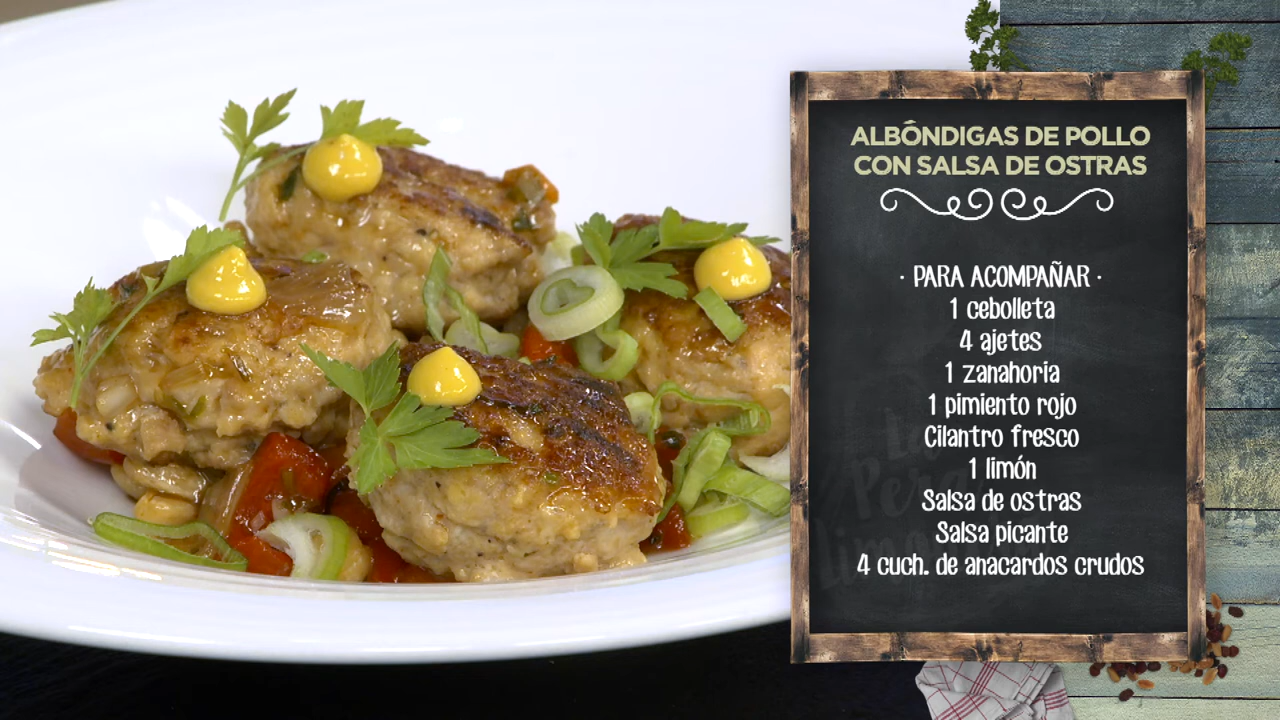 ALBÓNDIGAS DE POLLO
CON SALSA DE OSTRAS
· PARA ACOMPAÑAR ·
1 cebolleta
4 ajetes
1 zanahoria
1 pimiento rojo
Cilantro fresco
1 limón
Salsa de ostras
Salsa picante
4 cuch. de anacardos crudos